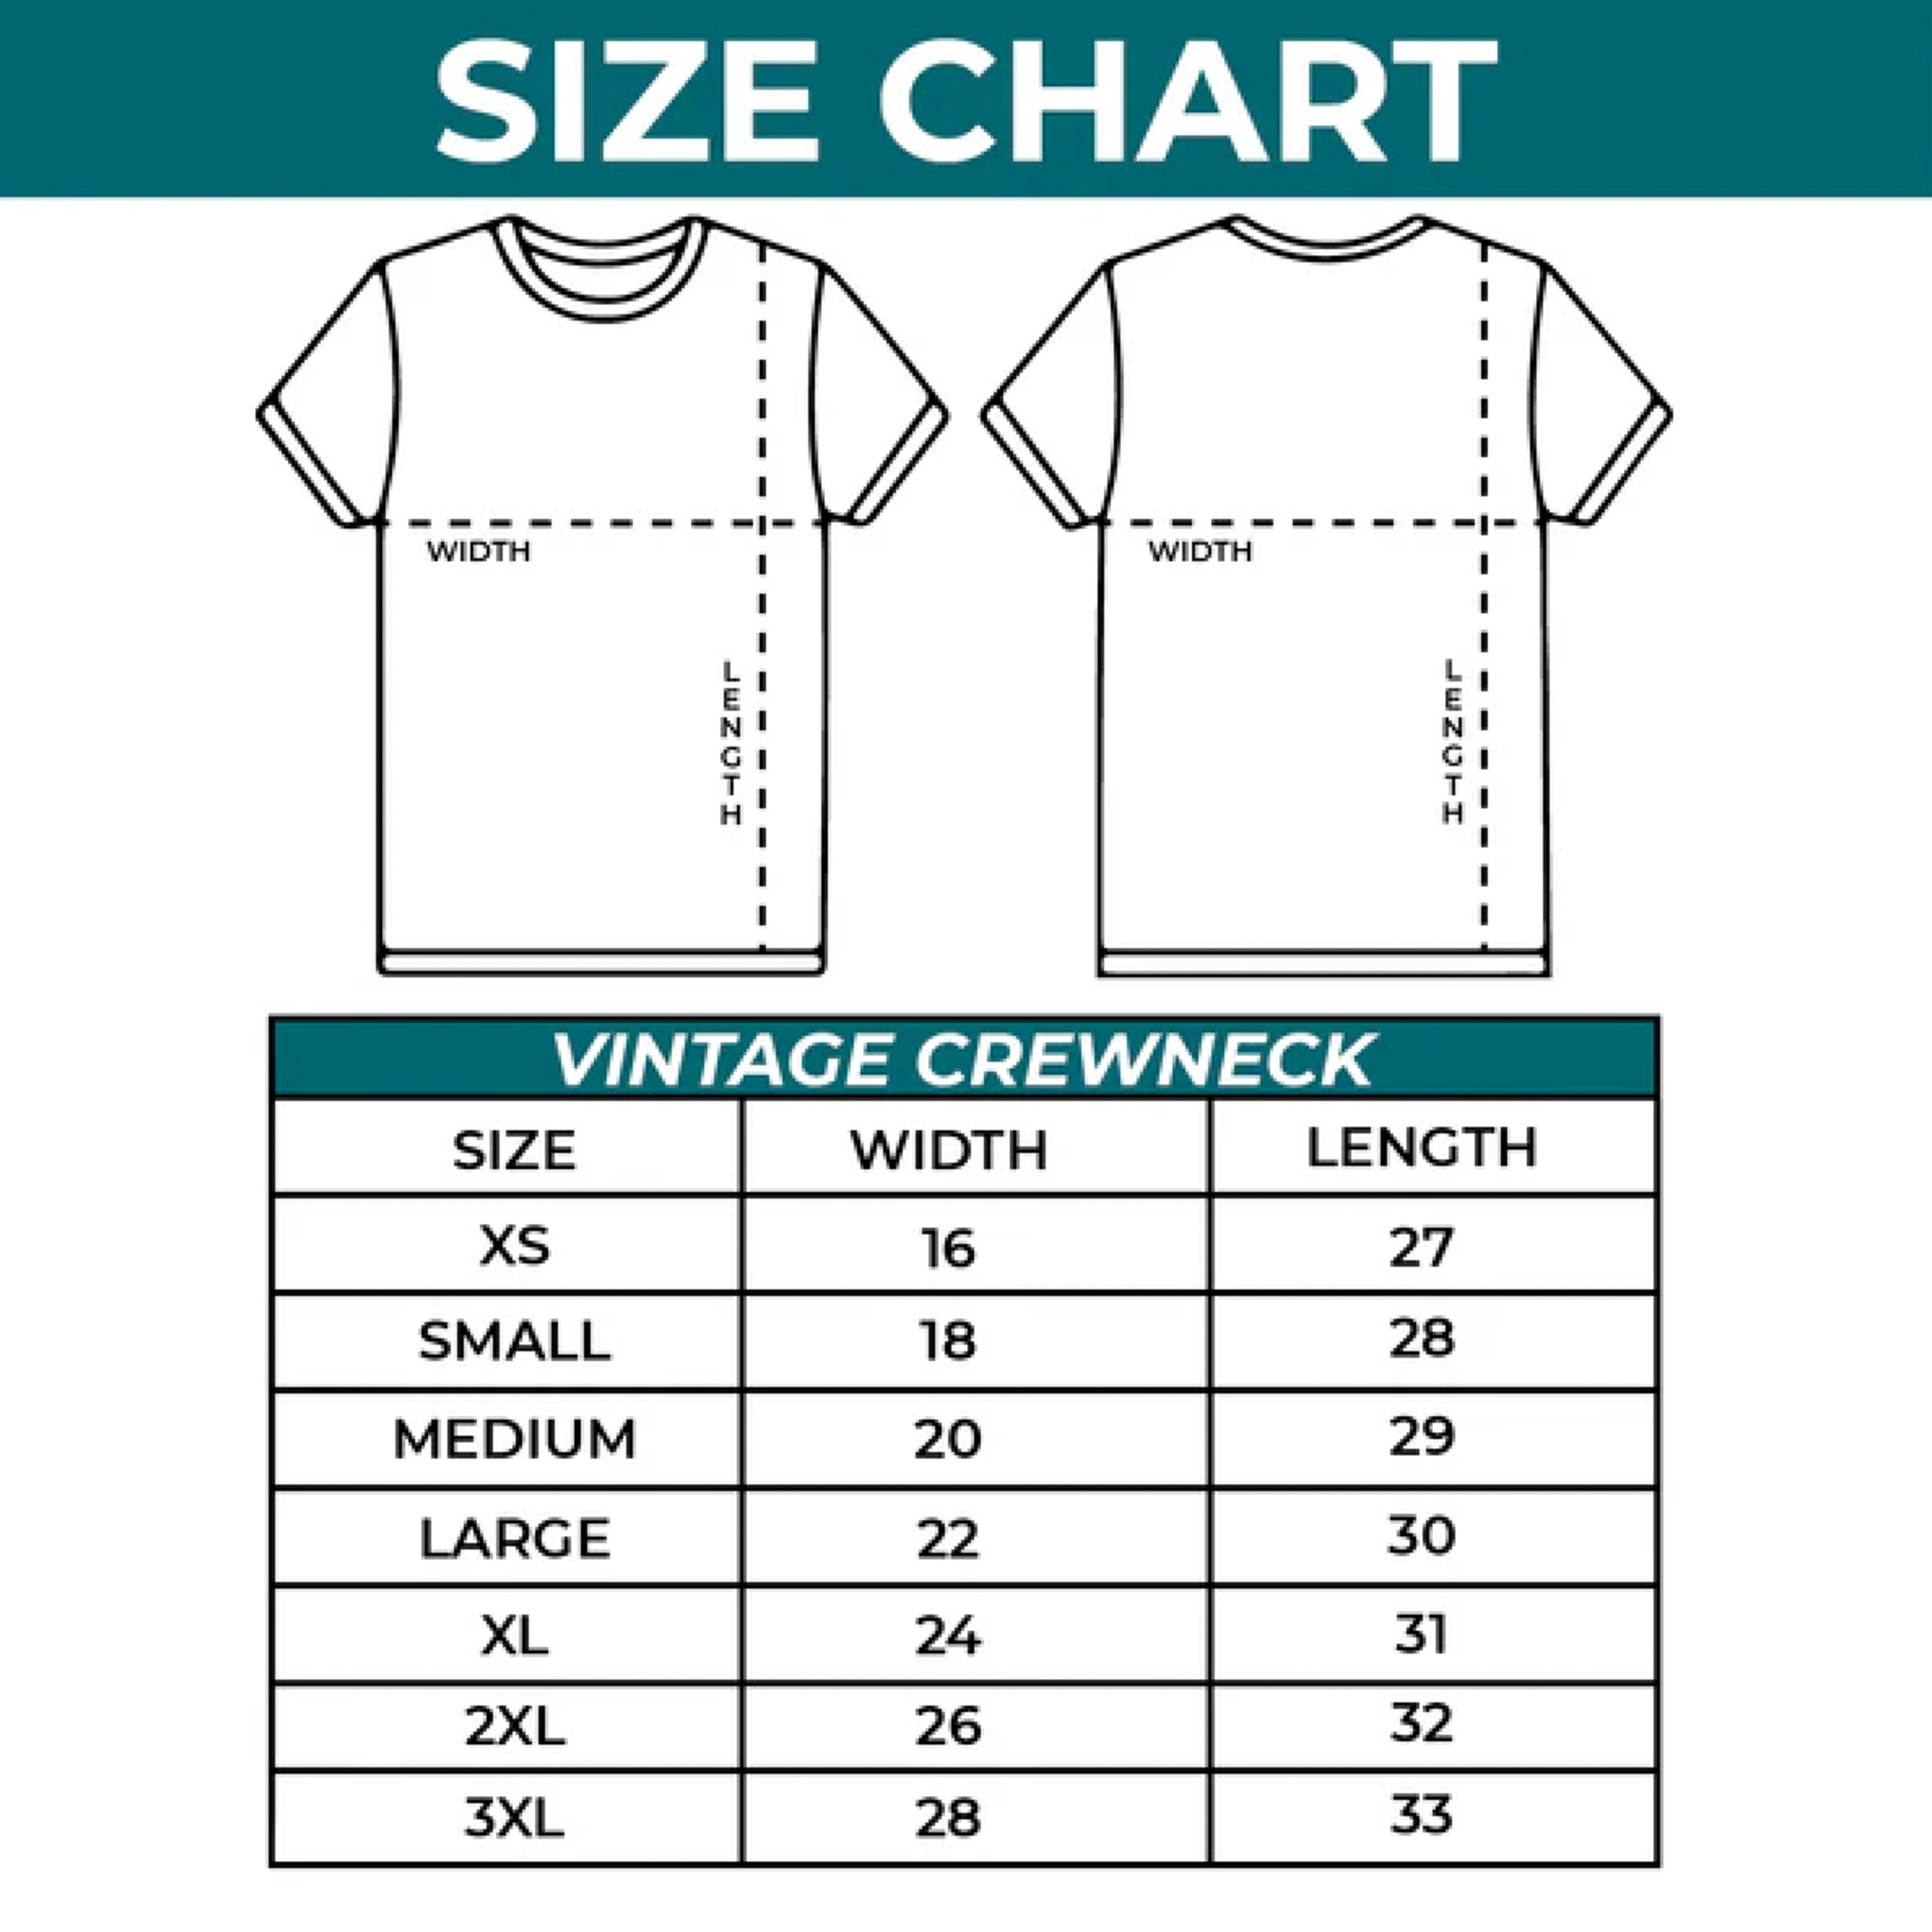 SIZE CHART
WIDTH
LENGTH
WIDTH
LENGTH
VINTAGE CREWNECK
SIZE WIDTH LENGTH
XS 16 27
SMALL 18 28
MEDIUM 20 29
LARGE 22 30
XL 24 31
2XL 26 32
3XL 28 33